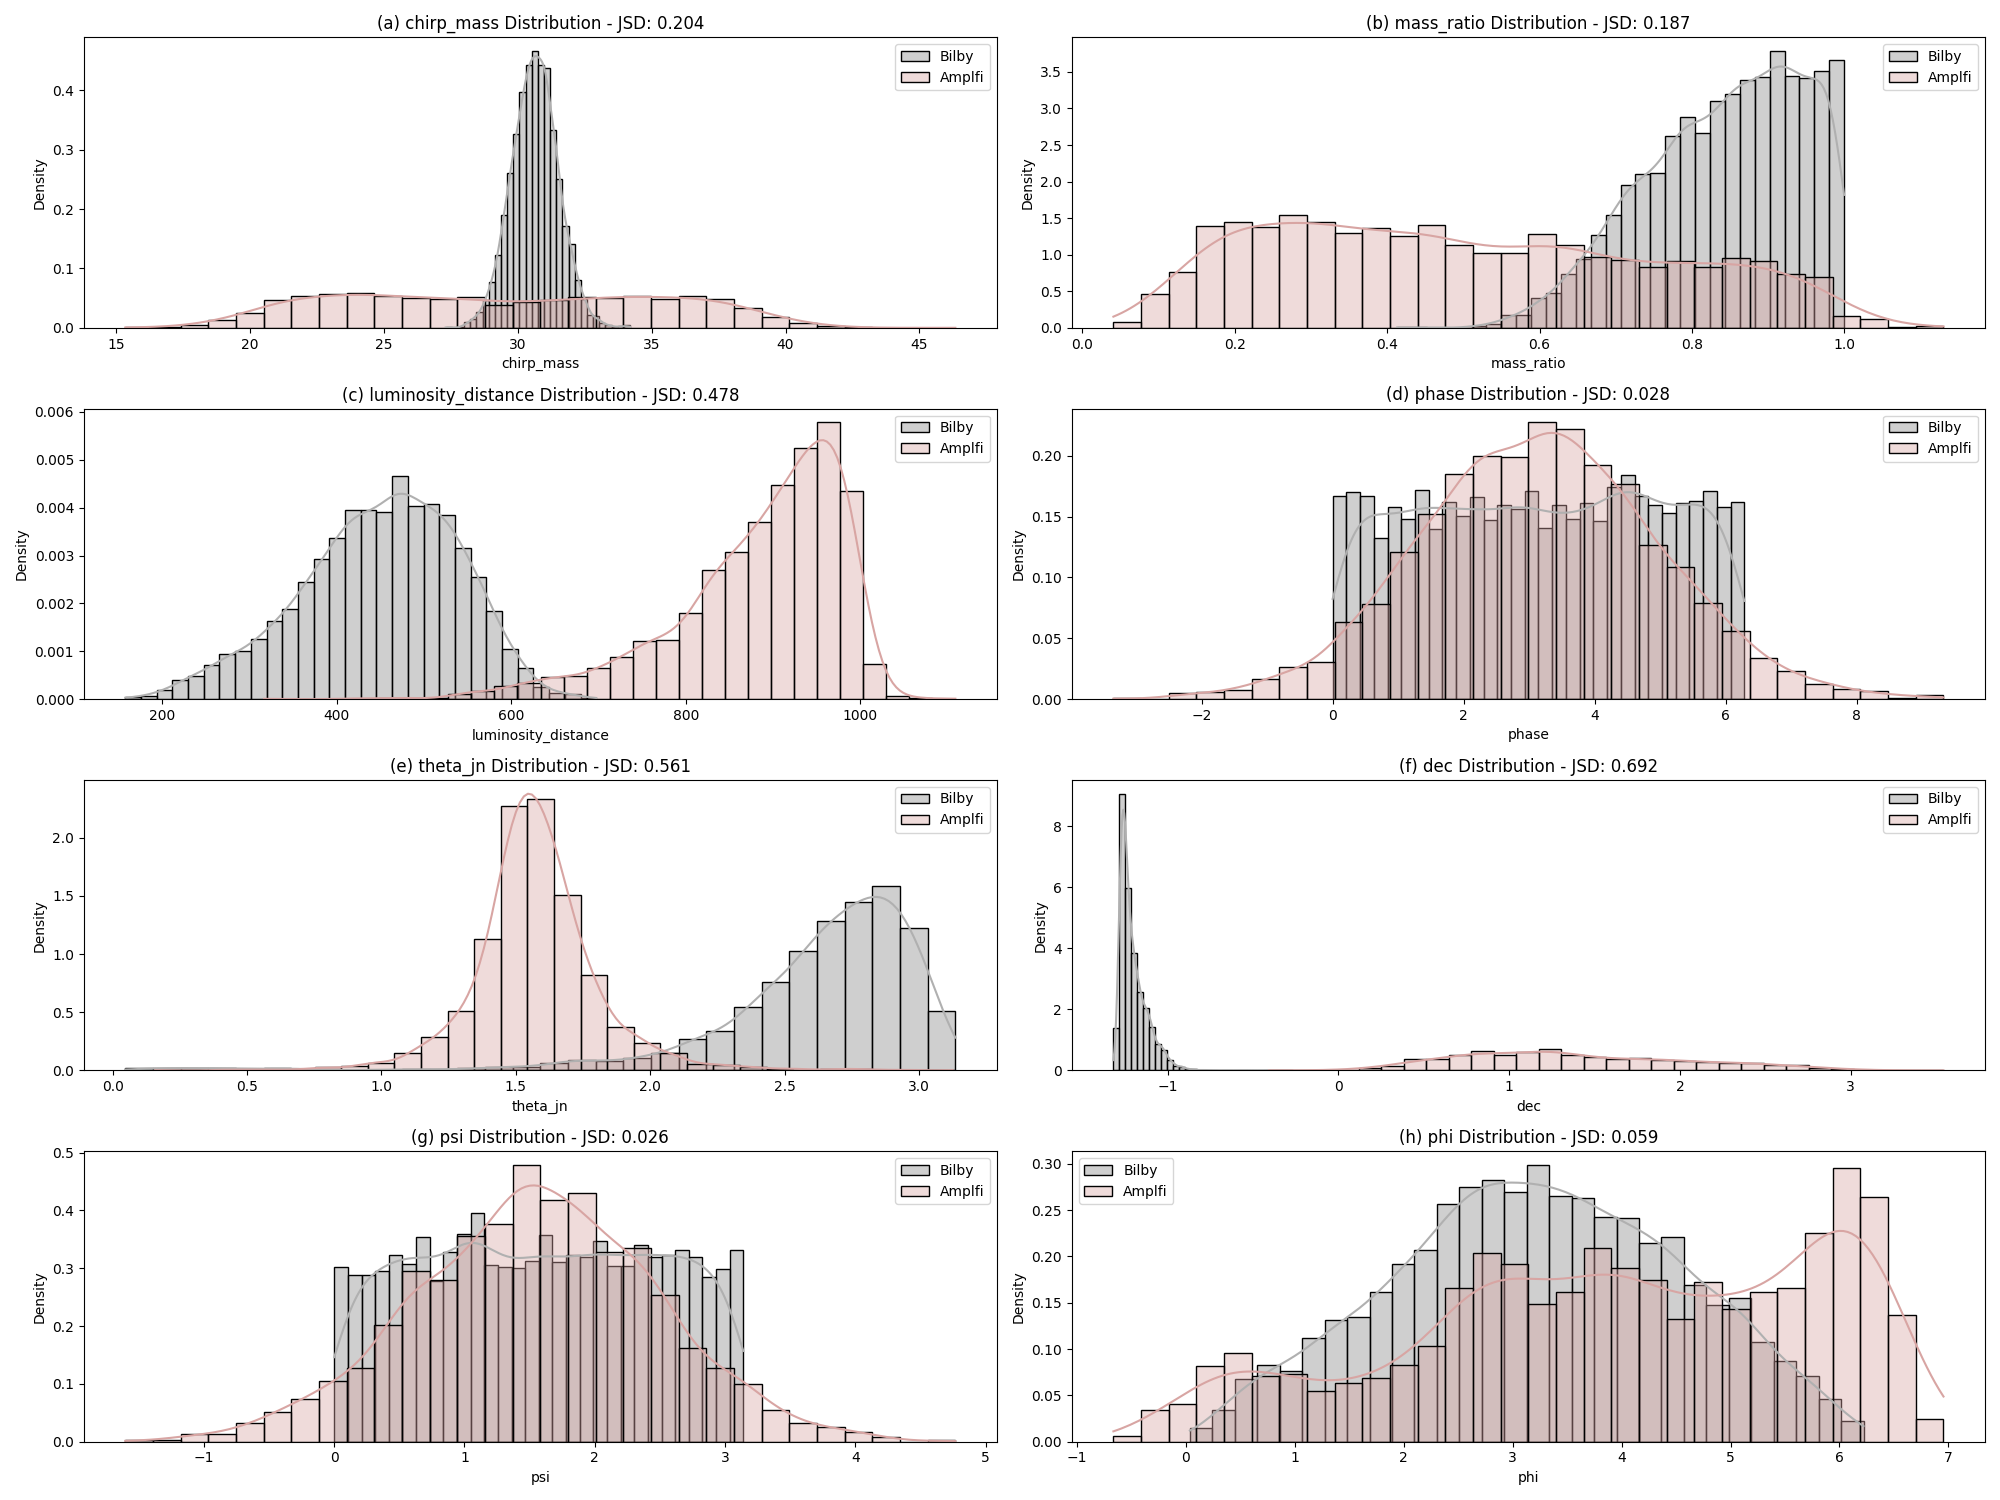 (a) chirp_mass Distribution - JSD: 0.204
Density
0.4
0.3
0.2
0.1
0.0
15 20 25 30 35 40 45
chirp_mass
Bilby
Amplfi
(b) mass_ratio Distribution - JSD: 0.187
Density
3.5
3.0
2.5
2.0
1.5
1.0
0.5
0.0
0.0 0.2 0.4 0.6 0.8 1.0
mass_ratio
Bilby
Amplfi
(c) luminosity_distance Distribution - JSD: 0.478
Density
0.006
0.005
0.004
0.003
0.002
0.001
0.000
200 400 600 800 1000
luminosity_distance
Bilby
Amplfi
(d) phase Distribution - JSD: 0.028
Density
0.20
0.15
0.10
0.05
0.00
−2 0 2 4 6 8
phase
Bilby
Amplfi
(e) theta_jn Distribution - JSD: 0.561
Density
2.0
1.5
1.0
0.5
0.0
0.0 0.5 1.0 1.5 2.0 2.5 3.0
theta_jn
Bilby
Amplfi
(f) dec Distribution - JSD: 0.692
Density
8
6
4
2
0
−1 0 1 2 3
dec
Bilby
Amplfi
(g) psi Distribution - JSD: 0.026
Density
0.5
0.4
0.3
0.2
0.1
0.0
−1 0 1 2 3 4 5
psi
Bilby
Amplfi
(h) phi Distribution - JSD: 0.059
Density
0.30
0.25
0.20
0.15
0.10
0.05
0.00
−1 0 1 2 3 4 5 6 7
phi
Bilby
Amplfi